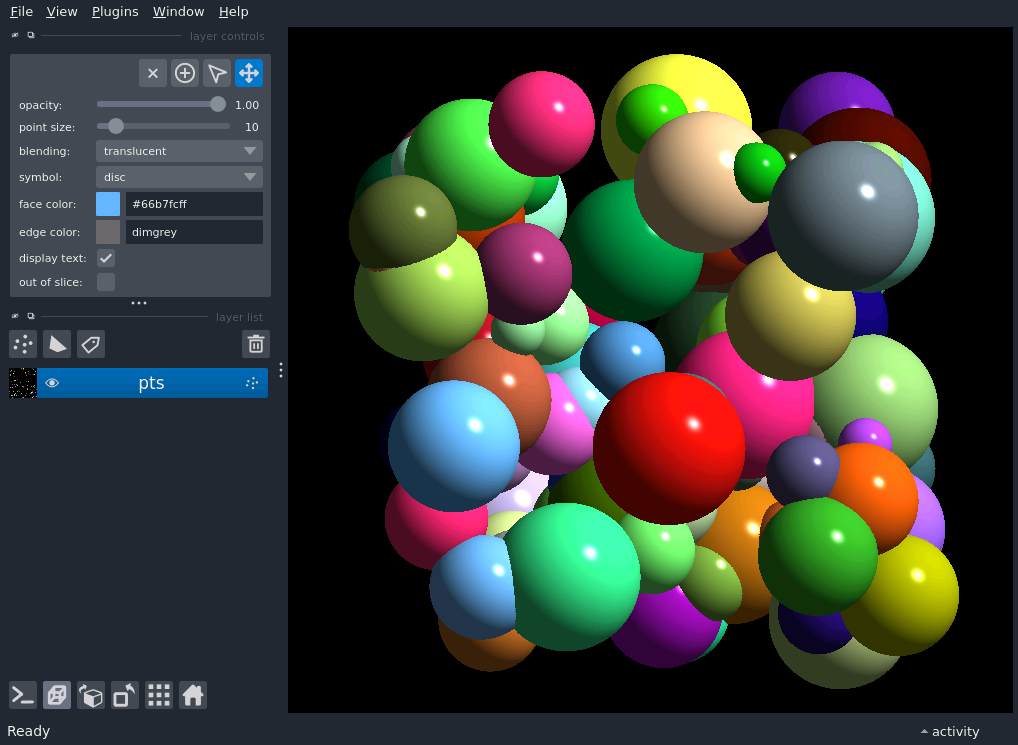 File View Plugins Window Help
layer controls
opacity: 1.00
point size: 10
blending: translucent
symbol: disc
face color: #66b7fcff
edge color: dimgrey
display text:
out of slice:
layer list
pts
Ready activity